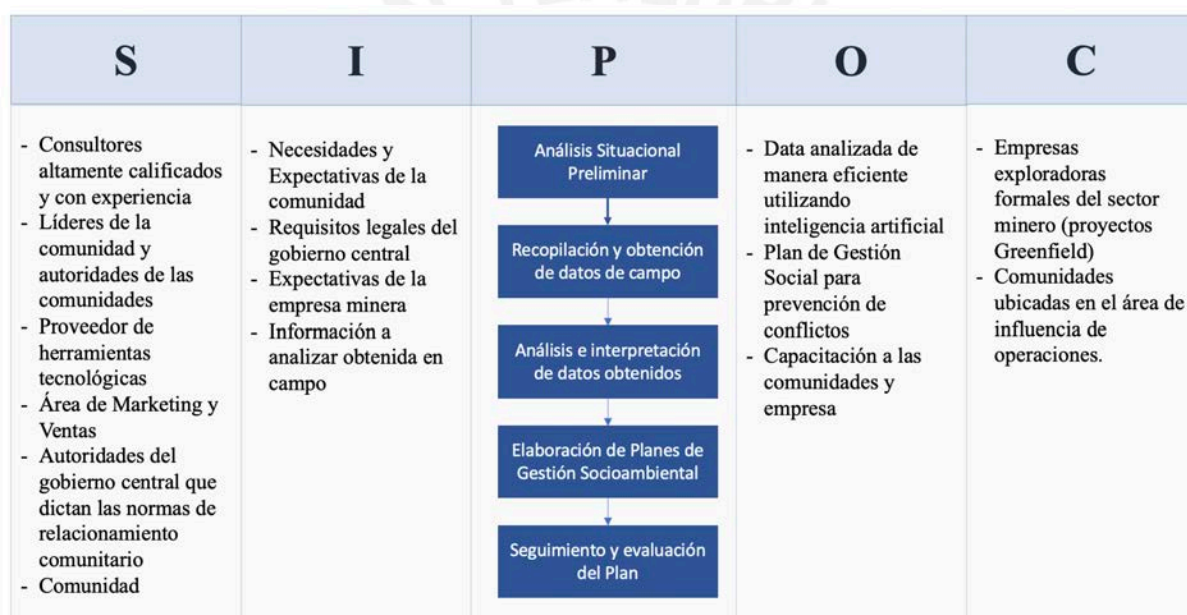 S
I
P
O
C
- Consultores
altamente calificados
y con experiencia
- Líderes de la
comunidad y
autoridades de las
comunidades
- Proveedor de
herramientas
tecnológicas
- Área de Marketing y
Ventas
- Autoridades del
gobierno central que
dictan las normas de
relacionamiento
comunitario
- Comunidad
- Necesidades y
Expectativas de la
comunidad
- Requisitos legales del
gobierno central
- Expectativas de la
empresa minera
- Información a
analizar obtenida en
campo
Análisis Situacional
Preliminar
Recopilación y obtención
de datos de campo
Análisis e interpretación
de datos obtenidos
Elaboración de Planes de
Gestión Socioambiental
Seguimiento y evaluación
del Plan
- Data analizada de
manera eficiente
utilizando
inteligencia artificial
- Plan de Gestión
Social para
prevención de
conflictos
- Capacitación a las
comunidades y
empresa
- Empresas
exploradoras
formales del sector
minero (proyectos
Greenfield)
- Comunidades
ubicadas en el área de
influencia de
operaciones.